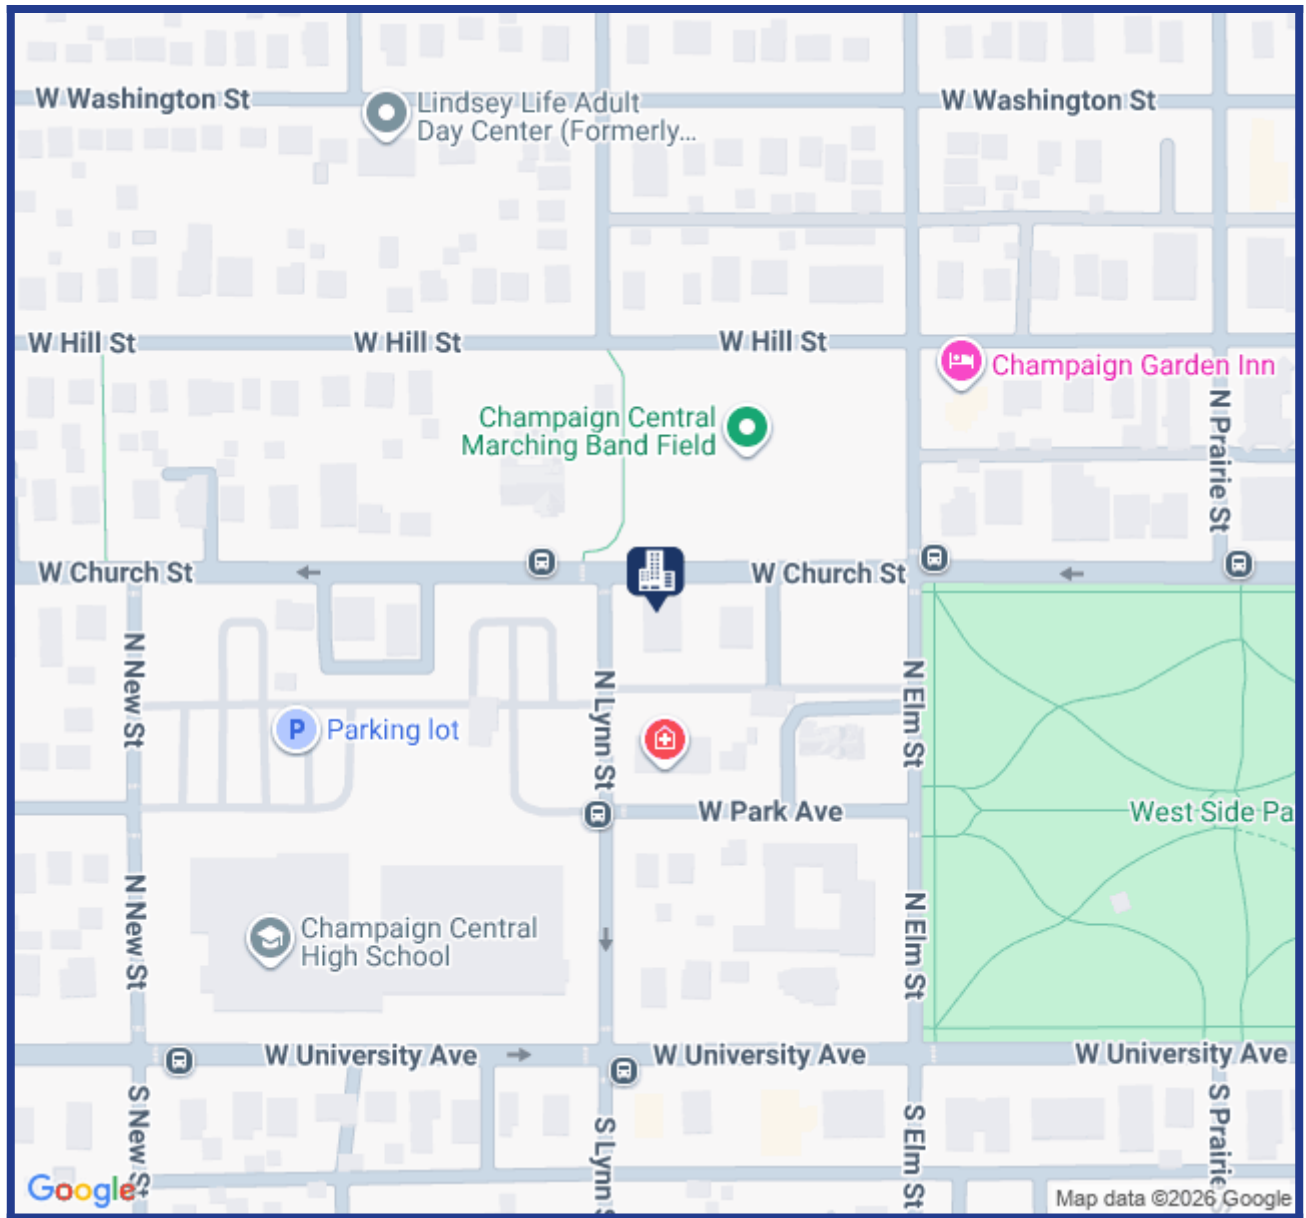 W Washington St
W Washington St
Lindsey Life Adult
Day Center (Formerly...
W Hill St
W Hill St
W Hill St
Champaign Garden Inn
N Prairie St
Champaign Central
Marching Band Field
W Church St
W Church St
N New St
N Lynn St
N Elm St
P
Parking lot
W Park Ave
West Side Pa
N New St
N Elm St
Champaign Central
High School
W University Ave
W University Ave
W University Ave
S New St
S Lynn S
S Elm St
S Prairie
Google
Map data ©2026 Google